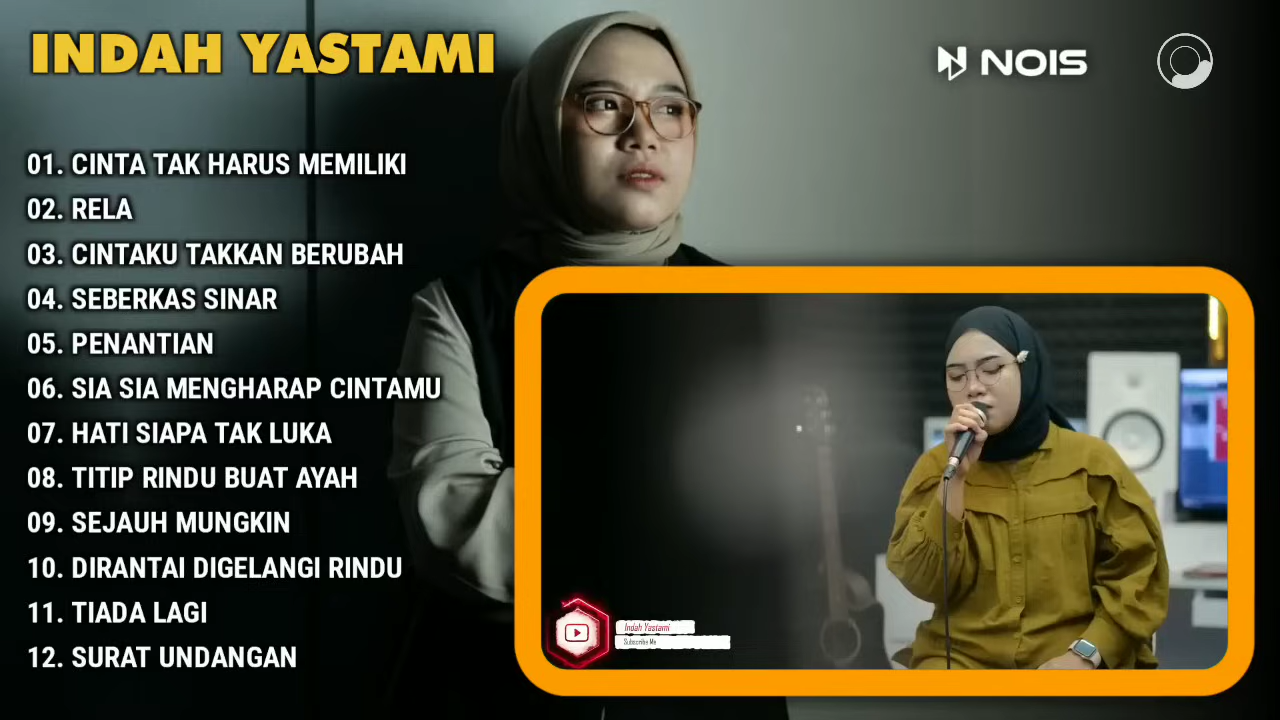 INDAH YASTAMI
NOIS
01. CINTA TAK HARUS MEMILIKI
02. RELA
03. CINTAKU TAKKAN BERUBAH
04. SEBERKAS SINAR
05. PENANTIAN
06. SIA SIA MENGHARAP CINTAMU
07. HATI SIAPA TAK LUKA
08. TITIP RINDU BUAT AYAH
09. SEJAUH MUNGKIN
10. DIRANTAI DIGELANGI RINDU
11. TIADA LAGI
12. SURAT UNDANGAN
Indah Yastami
Subscribe Me